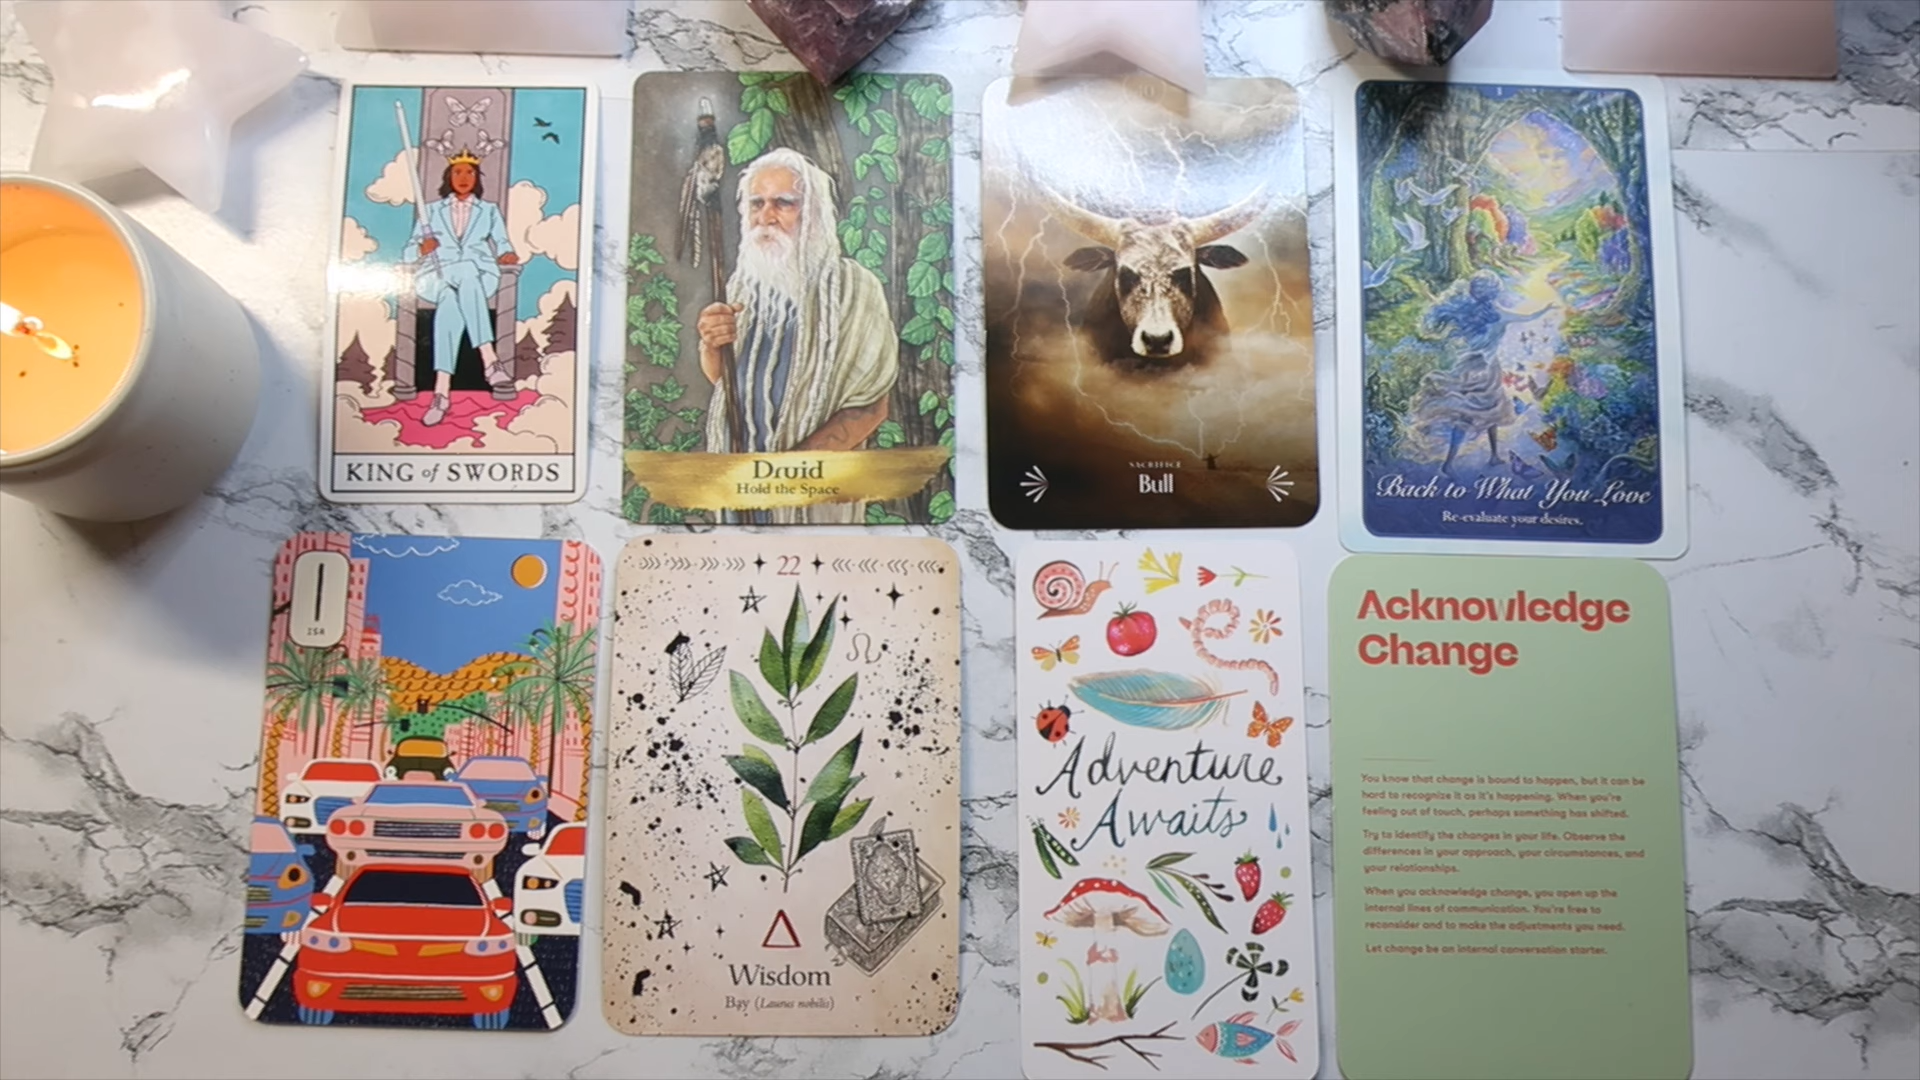 KING of SWORDS
Druid
Hold the Space
10
SACRIFICE
Bull
Back to What You Love
Re-evaluate your desires.
ISA
22
Wisdom
Bay (Laurus nobilis)
Adventure
Awaits
Acknowledge
Change
You know that change is bound to happen, but it can be
hard to recognize it as it's happening. When you're
feeling out of touch, perhaps something has shifted.
Try to identify the changes in your life. Observe the
differences in your approach, your circumstances, and
your relationships.
When you acknowledge change, you open up the
internal lines of communication. You're free to
reconsider and to make the adjustments you need.
Let change be an internal conversation starter.